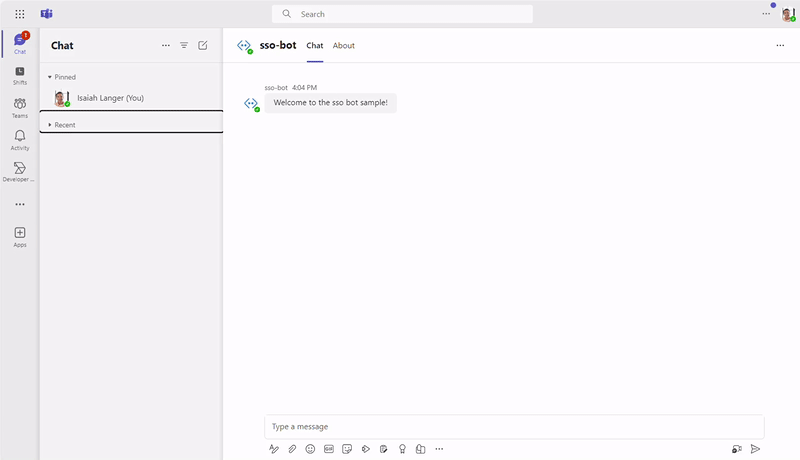 Search
Chat
1
Chat
Shifts
Teams
Activity
Developer ...
Apps
Pinned
Isaiah Langer (You)
Recent
sso-bot Chat About
sso-bot 4:04 PM
Welcome to the sso bot sample!
Type a message
GIF